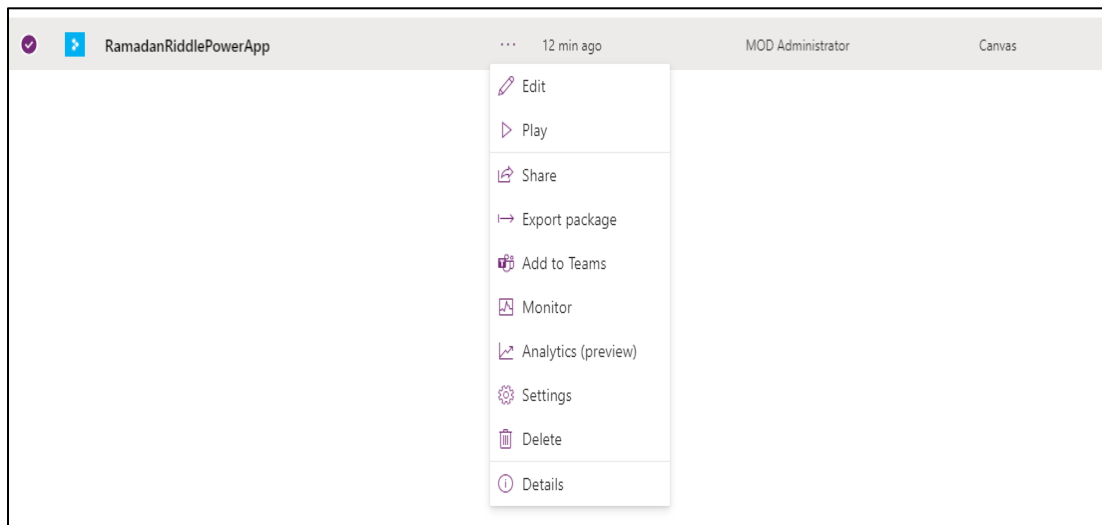 RamadanRiddlePowerApp ... 12 min ago MOD Administrator Canvas
Edit
Play
Share
Export package
Add to Teams
Monitor
Analytics (preview)
Settings
Delete
Details